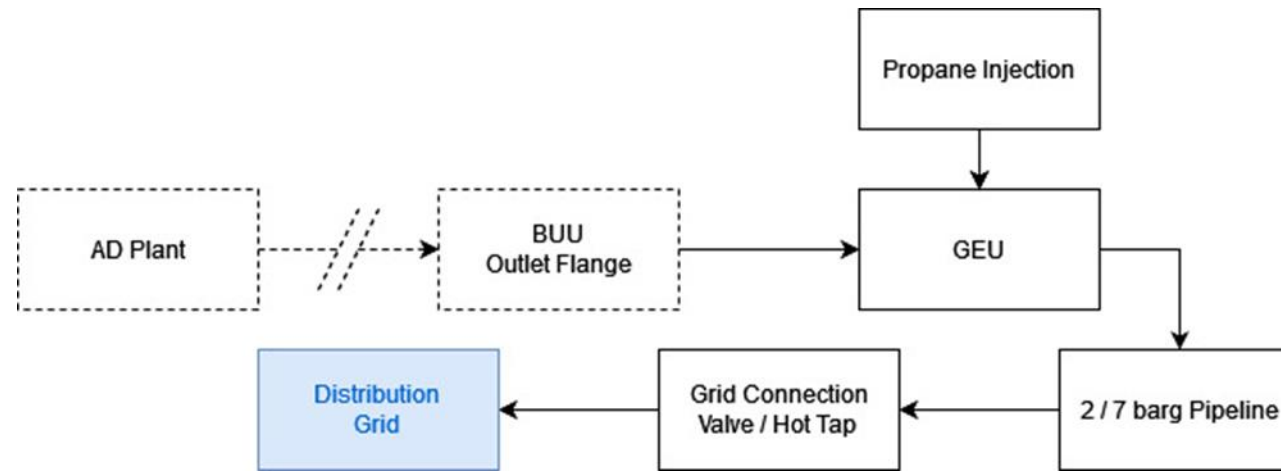 Propane Injection
AD Plant
BUU
Outlet Flange
GEU
Distribution
Grid
Grid Connection
Valve / Hot Tap
2 / 7 barg Pipeline